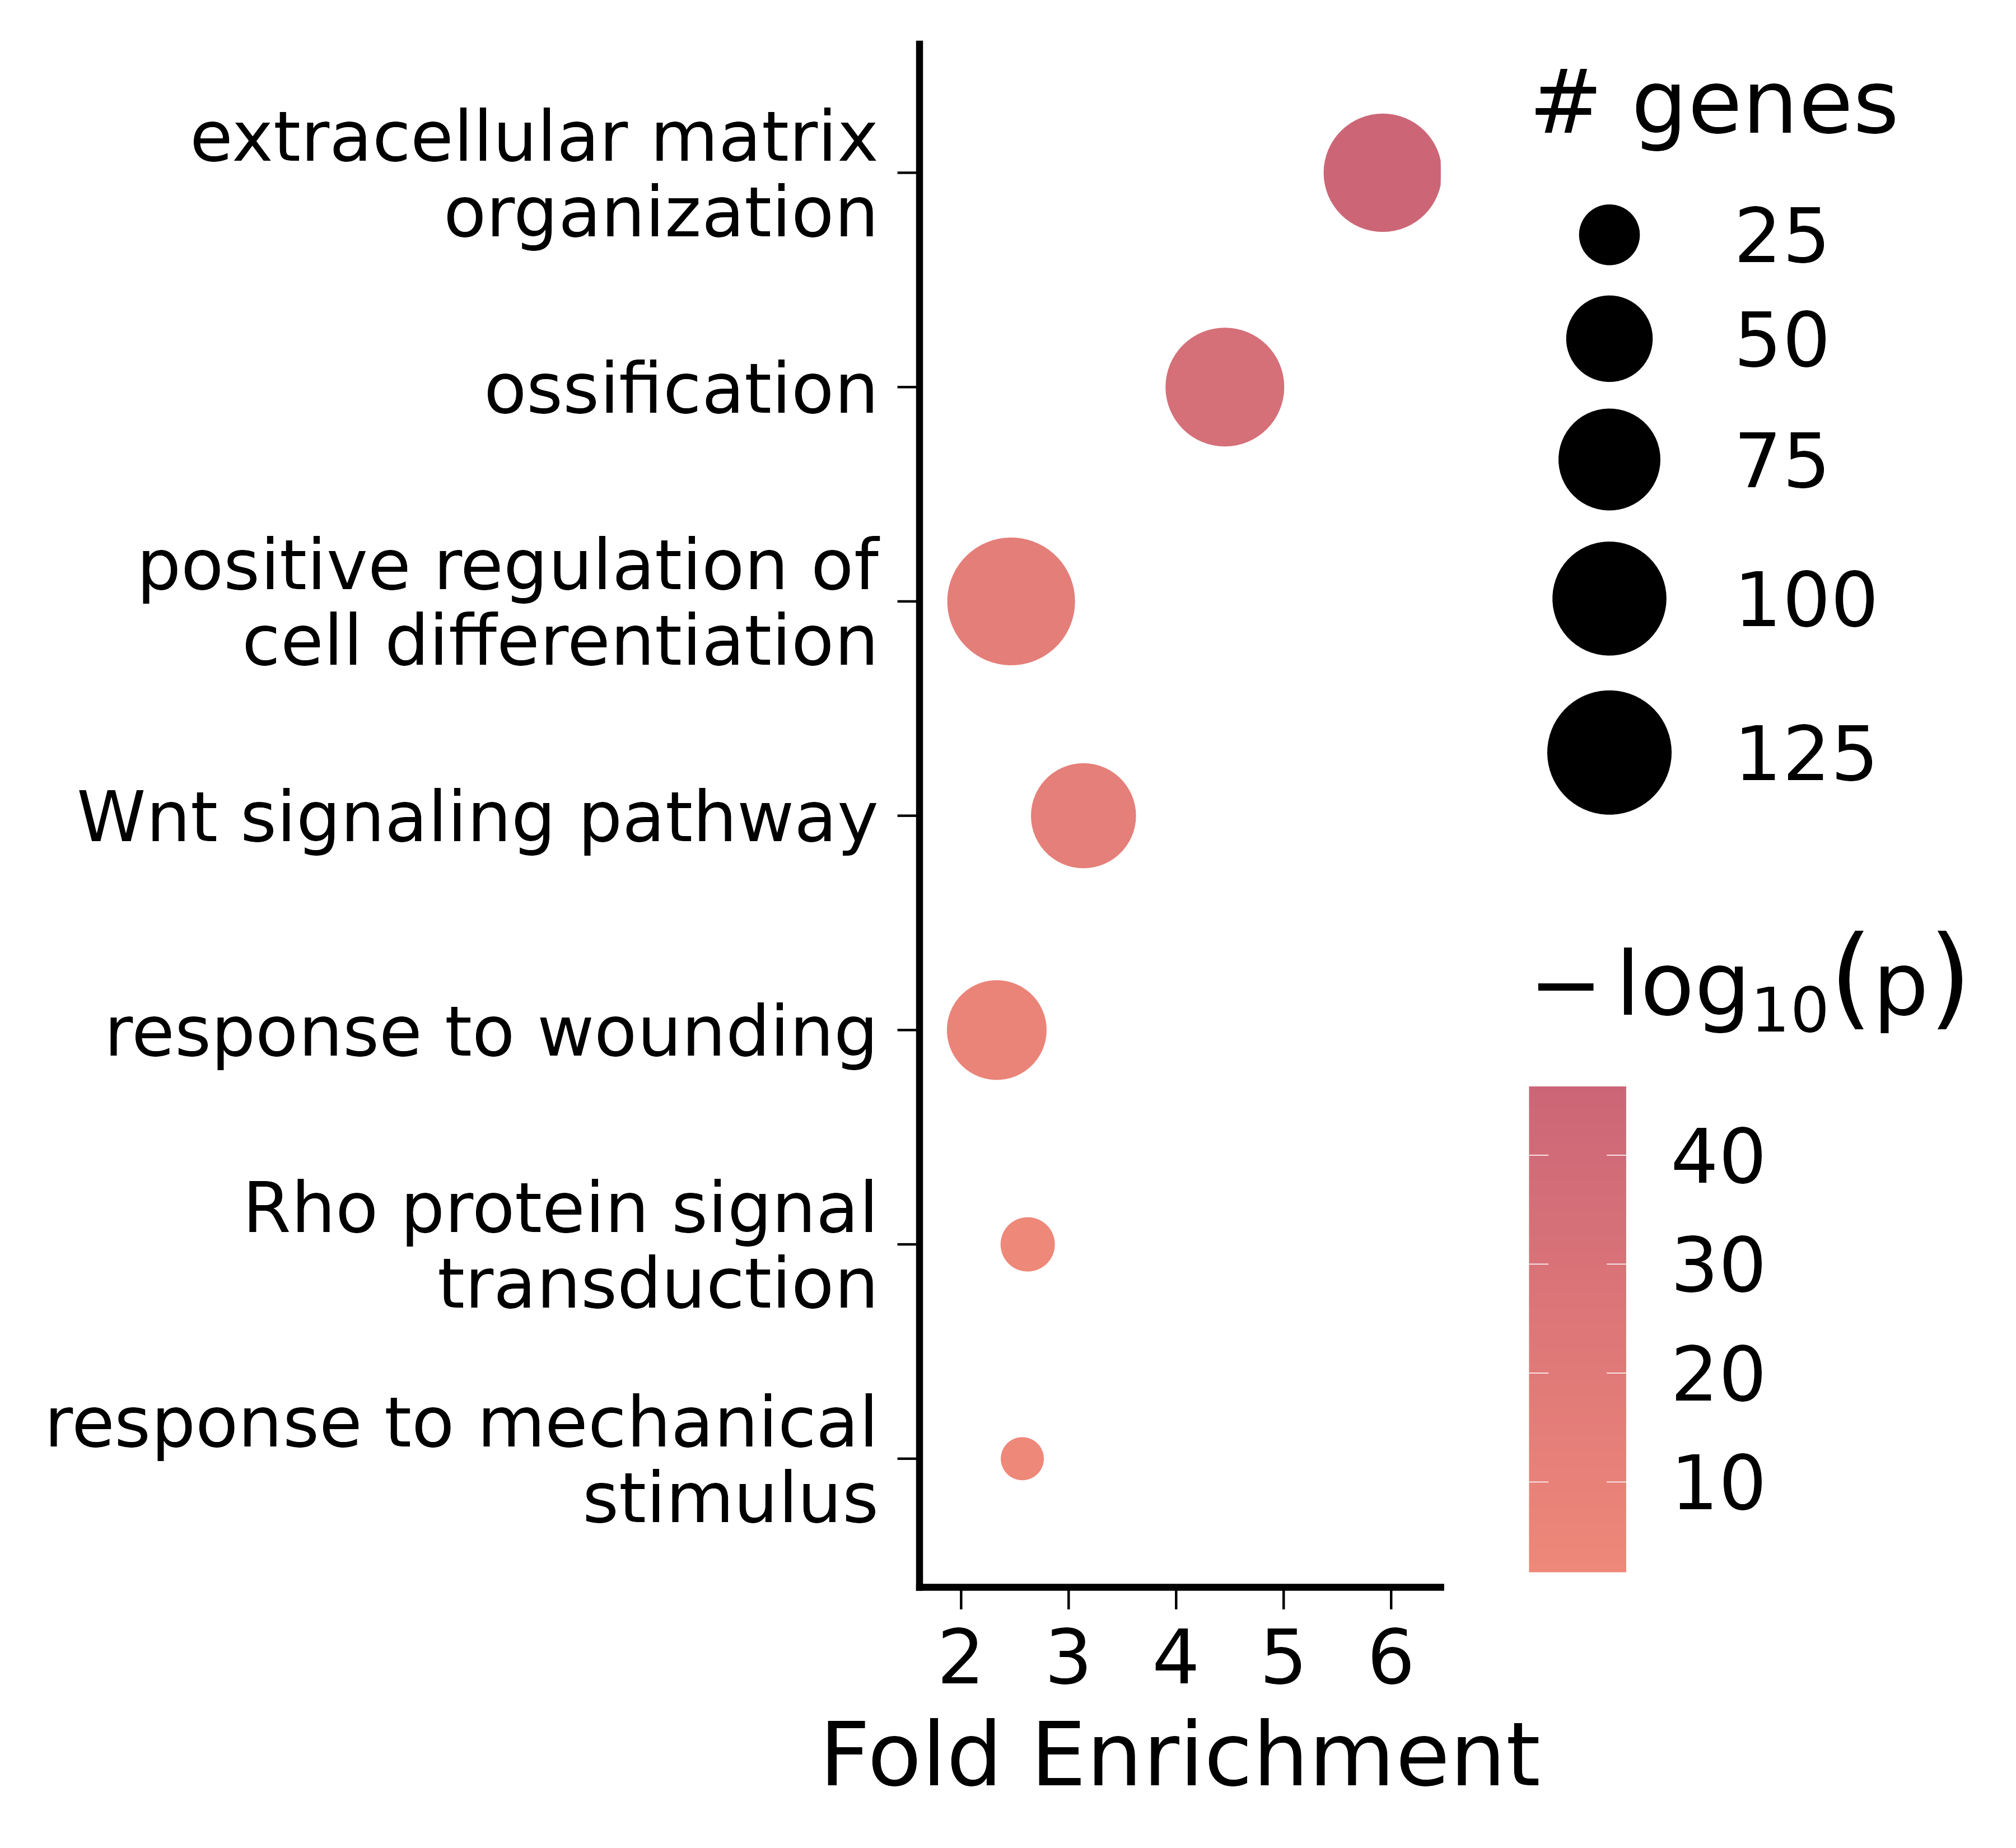 extracellular matrix
organization
ossification
positive regulation of
cell differentiation
Wnt signaling pathway
response to wounding
Rho protein signal
transduction
response to mechanical
stimulus
2 3 4 5 6
Fold Enrichment
# genes
25
50
75
100
125
− log₁₀(p)
40
30
20
10